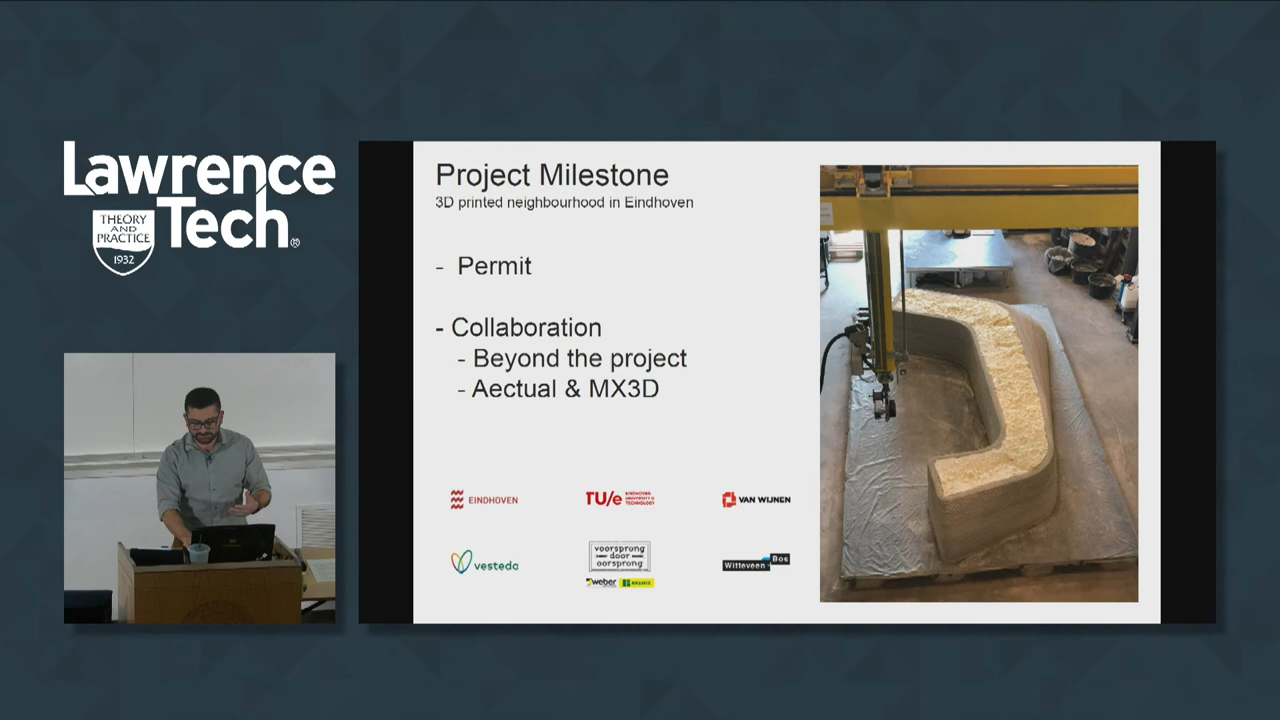 Lawrence
Tech®
THEORY
AND
PRACTICE
1932
Project Milestone
3D printed neighbourhood in Eindhoven
- Permit
- Collaboration
- Beyond the project
- Aectual & MX3D
EINDHOVEN
TU/e EINDHOVEN
UNIVERSITY OF
TECHNOLOGY
VAN WIJNEN
vesteda
voorsprong
door
oorsprong
Witteveen Bos
weber